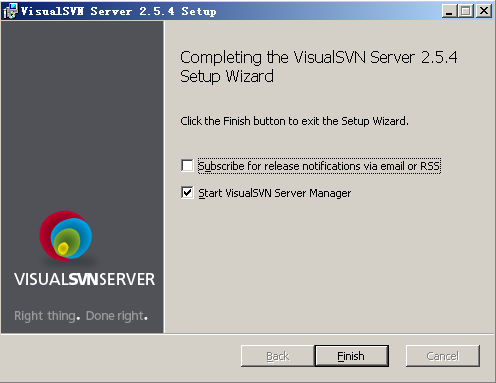 VisualSVN Server 2.5.4 Setup
Completing the VisualSVN Server 2.5.4
Setup Wizard
Click the Finish button to exit the Setup Wizard.
Subscribe for release notifications via email or RSS
Start VisualSVN Server Manager
VISUALSVNSERVER
Right thing. Done right.
Back
Finish
Cancel